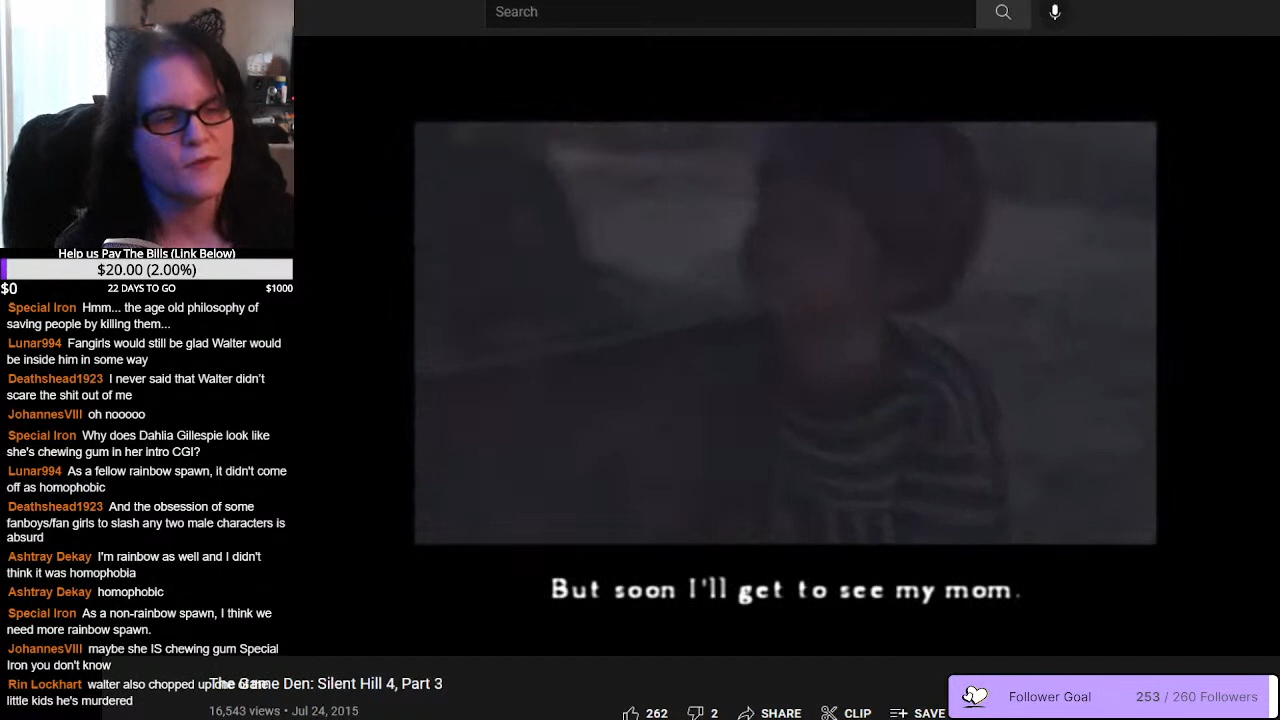 Search
Help us Pay The Bills (Link Below)
$20.00 (2.00%)
$0
22 DAYS TO GO
$1000
Special Iron Hmm... the age old philosophy of
saving people by killing them...
Lunar994 Fangirls would still be glad Walter would
be inside him in some way
Deathshead1923 I never said that Walter didn't
scare the shit out of me
JohannesVIII oh nooooo
Special Iron Why does Dahlia Gillespie look like
she's chewing gum in her intro CGI?
Lunar994 As a fellow rainbow spawn, it didn't come
off as homophobic
Deathshead1923 And the obsession of some
fanboys/fan girls to slash any two male characters is
absurd
Ashtray Dekay I'm rainbow as well and I didn't
think it was homophobia
Ashtray Dekay homophobic
Special Iron As a non-rainbow spawn, I think we
need more rainbow spawn.
JohannesVIII maybe she IS chewing gum Special
Iron you don't know
Rin Lockhart walter also chopped up
little kids he's murdered
But soon I'll get to see my mom.
The Game Den: Silent Hill 4, Part 3
16,543 views • Jul 24, 2015
262
2
SHARE
CLIP
SAVE
Follower Goal
253 / 260 Followers